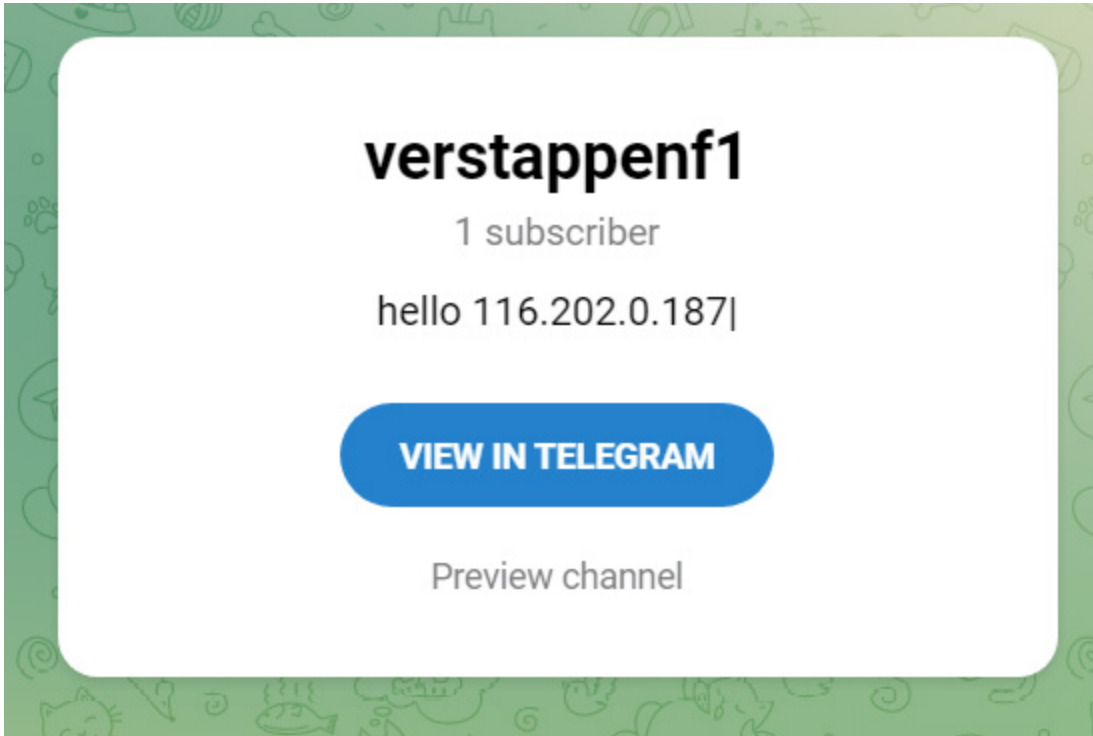 verstappenf1
1 subscriber
hello 116.202.0.187|
VIEW IN TELEGRAM
Preview channel